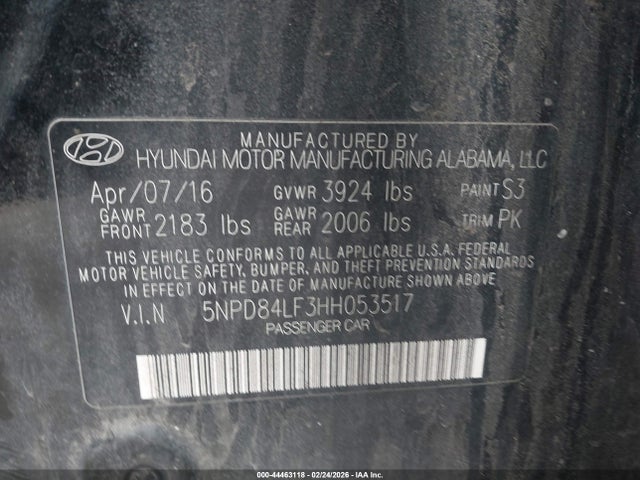 MANUFACTURED BY
HYUNDAI MOTOR MANUFACTURING ALABAMA, LLC
Apr/07/16 GVWR 3924 lbs PAINT S3
GAWR FRONT 2183 lbs GAWR REAR 2006 lbs TRIM PK
THIS VEHICLE CONFORMS TO ALL APPLICABLE U.S.A. FEDERAL
MOTOR VEHICLE SAFETY, BUMPER, AND THEFT PREVENTION STANDARDS
IN EFFECT ON THE DATE OF MANUFACTURE SHOWN ABOVE.
V.I.N 5NPD84LF3HH053517
PASSENGER CAR
000-44463118 - 02/24/2026 - IAA Inc.